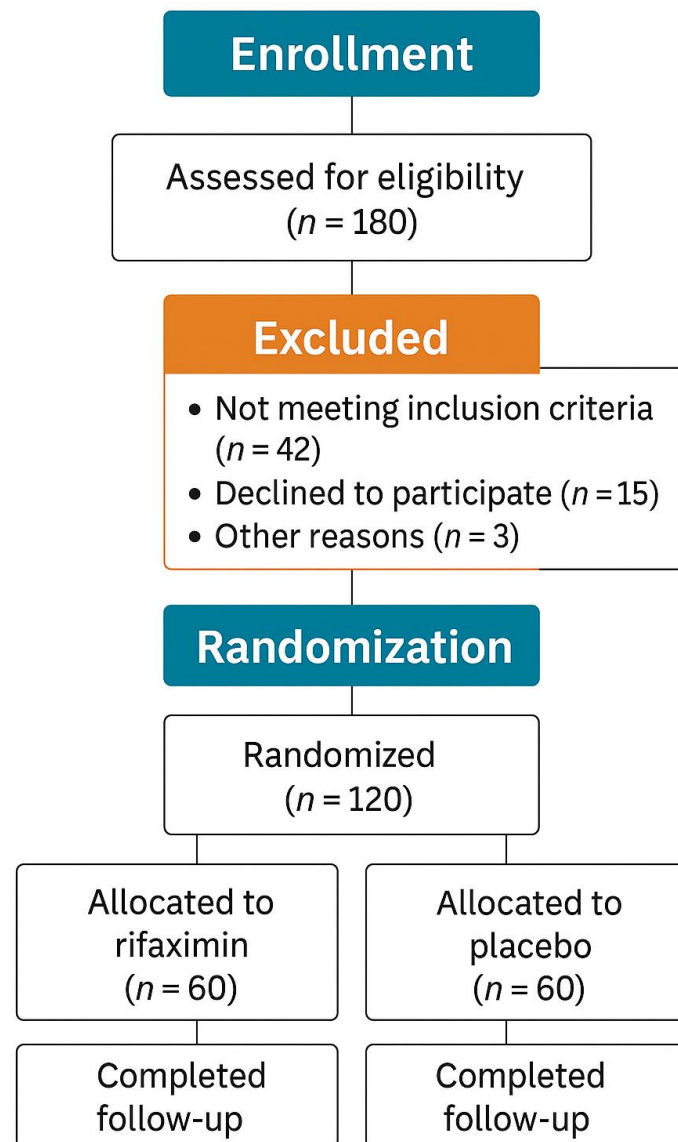 Enrollment
Assessed for eligibility
(n = 180)
Excluded
• Not meeting inclusion criteria
(n = 42)
• Declined to participate (n = 15)
• Other reasons (n = 3)
Randomization
Randomized
(n = 120)
Allocated to
rifaximin
(n = 60)
Allocated to
placebo
(n = 60)
Completed
follow-up
Completed
follow-up